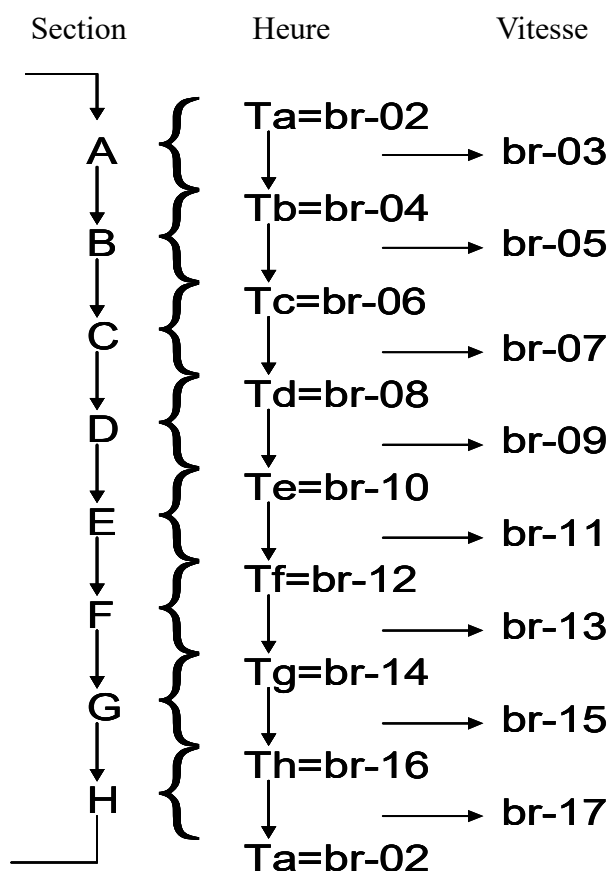 Section Heure Vitesse
Ta=br-02
A br-03
Tb=br-04
B br-05
Tc=br-06
C br-07
Td=br-08
D br-09
Te=br-10
E br-11
Tf=br-12
F br-13
Tg=br-14
G br-15
Th=br-16
H br-17
Ta=br-02